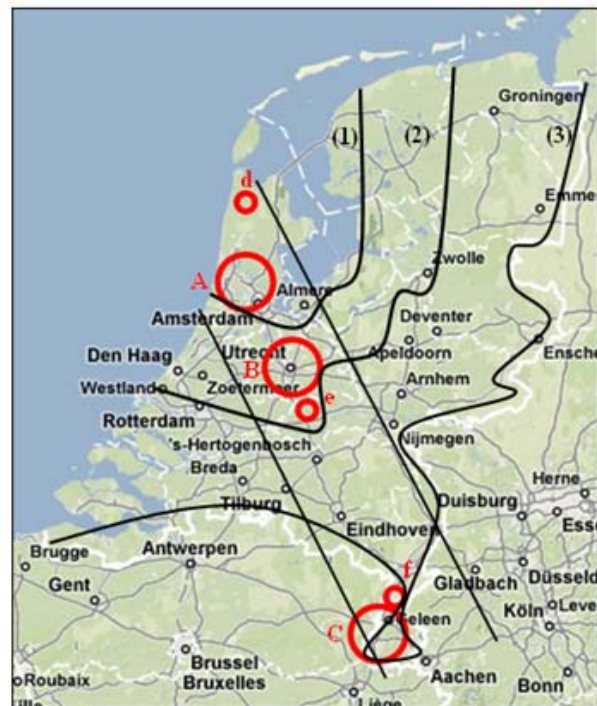 Groningen
(1) (2) (3)
d
Emme
A
Zwolle
Almere
Amsterdam
Deventer
Den Haag
Utrecht
Apeldoorn
Ensche
B
Westland
Zoetermeer
Arnhem
e
Rotterdam
Nijmegen
's-Hertogenbosch
Breda
Herne
Tilburg
Duisburg
Esse
Eindhoven
Brugge
Antwerpen
f
Düsseld
Gladbach
Gent
Geleen
Leve
C
Köln
Brussel
Aachen
Bruxelles
Roubaix
Bonn
Liège